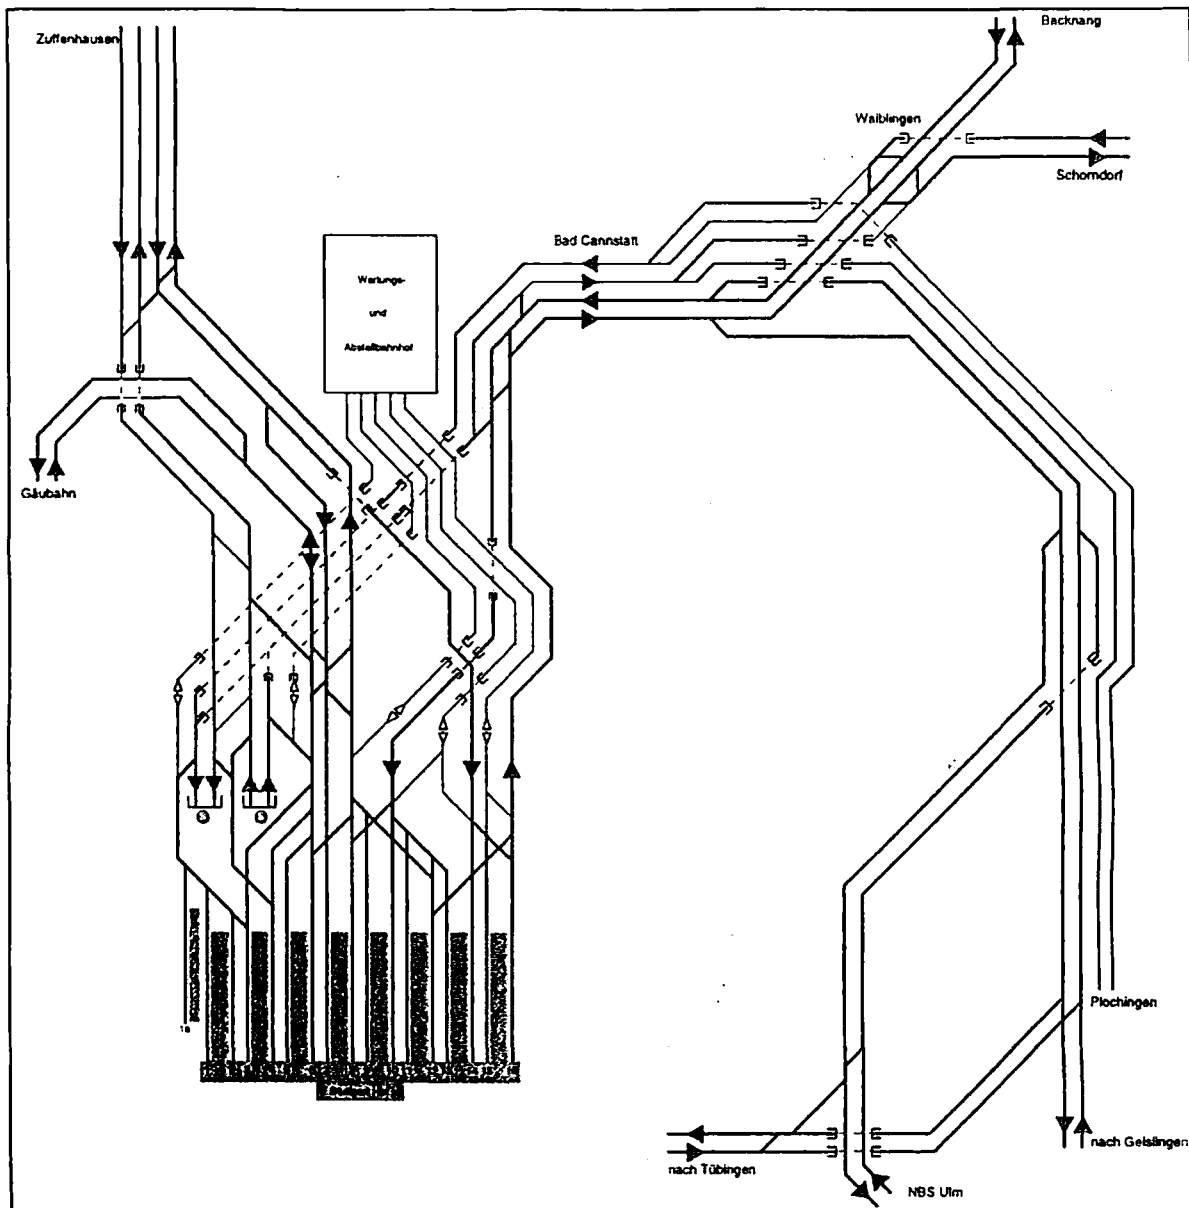 Backnang
Zuffenhausen
Waiblingen
Schorndorf
Bad Cannstatt
Wartungs-
und
Abstellbahnhof
Gäubahn
S
S
Plochingen
nach Geislingen
nach Tübingen
NBS Ulm